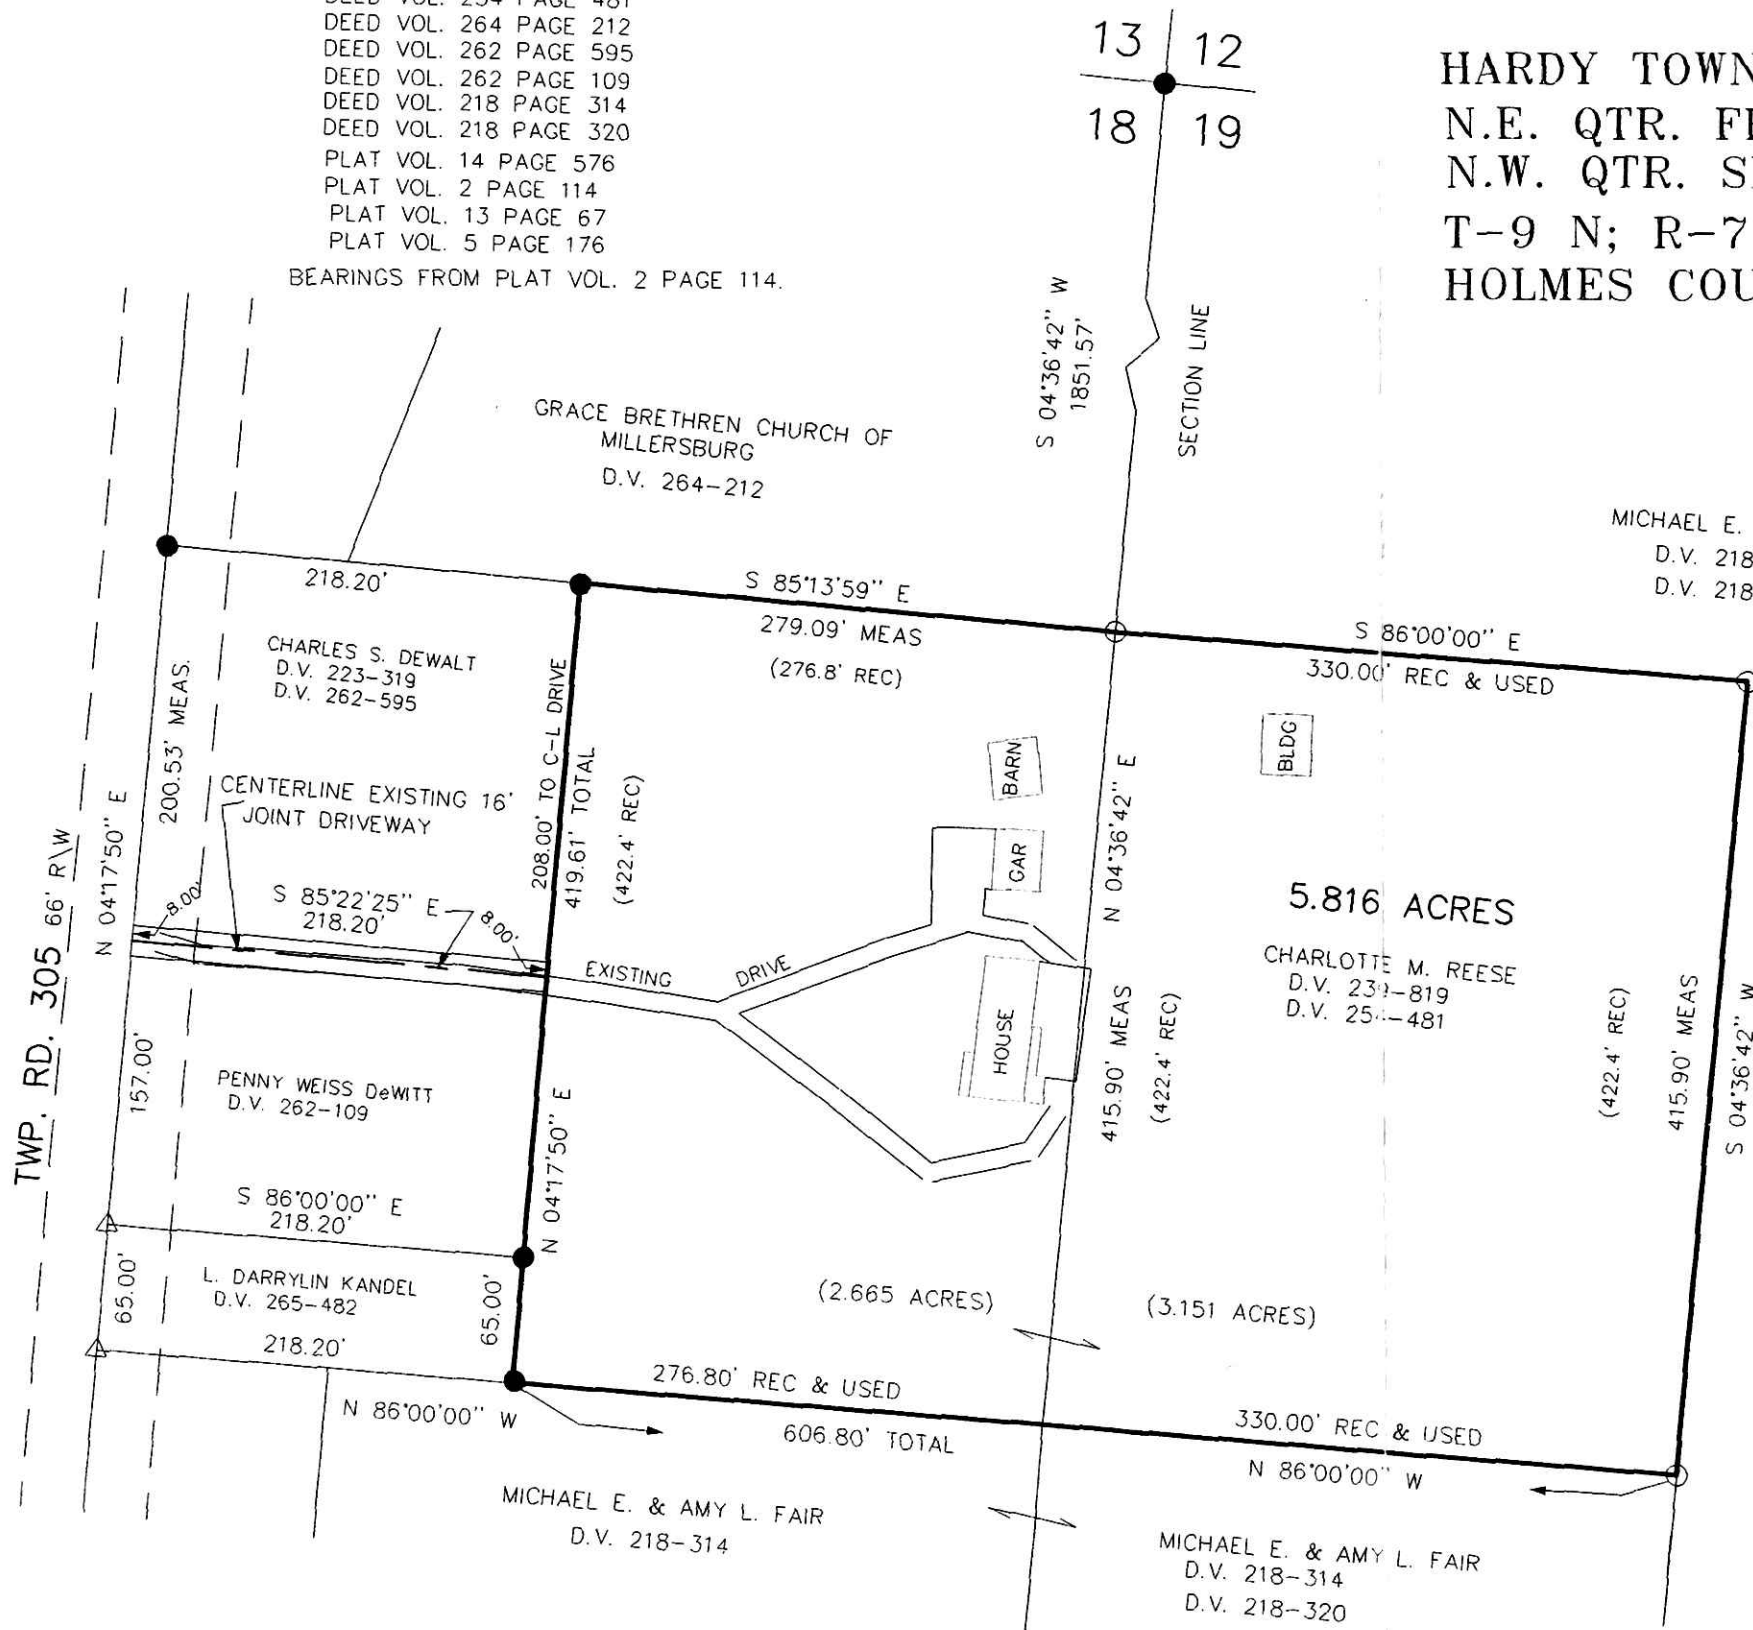 DEED VOL. 264 PAGE 212
DEED VOL. 262 PAGE 595
DEED VOL. 262 PAGE 109
DEED VOL. 218 PAGE 314
DEED VOL. 218 PAGE 320
PLAT VOL. 14 PAGE 576
PLAT VOL. 2 PAGE 114
PLAT VOL. 13 PAGE 67
PLAT VOL. 5 PAGE 176
BEARINGS FROM PLAT VOL. 2 PAGE 114.
13 12
18 19
HARDY TOWN
N.E. QTR.
N.W. QTR.
T-9 N; R-7
HOLMES COU
S 04°36'42" W
1851.57'
SECTION LINE
GRACE BRETHREN CHURCH OF
MILLERSBURG
D.V. 264-212
MICHAEL E.
D.V. 218
D.V. 218
218.20'
S 85°13'59" E
279.09' MEAS
(276.8' REC)
S 86°00'00" E
330.00' REC & USED
CHARLES S. DEWALT
D.V. 223-319
D.V. 262-595
200.53' MEAS.
208.00' TO C-L DRIVE
419.61' TOTAL
(422.4' REC)
BARN
BLDG
GAR
N 04°36'42" E
CENTERLINE EXISTING 16'
JOINT DRIVEWAY
N 04°17'50" E
TWP. RD. 305 66' R\W
8.00'
S 85°22'25" E
218.20'
8.00'
EXISTING DRIVE
HOUSE
5.816 ACRES
CHARLOTTE M. REESE
D.V.
D.V.
415.90' MEAS
(422.4' REC)
(422.4' REC)
415.90' MEAS
S 04°36'42" W
157.00'
PENNY WEISS DeWITT
D.V. 262-109
N 04°17'50" E
S 86°00'00" E
218.20'
65.00'
L. DARRYLIN KANDEL
D.V. 265-482
65.00'
218.20'
(2.665 ACRES)
(3.151 ACRES)
276.80' REC & USED
N 86°00'00" W
606.80' TOTAL
330.00' REC & USED
N 86°00'00" W
MICHAEL E. & AMY L. FAIR
D.V. 218-314
MICHAEL E. & AMY L. FAIR
D.V. 218-314
D.V. 218-320